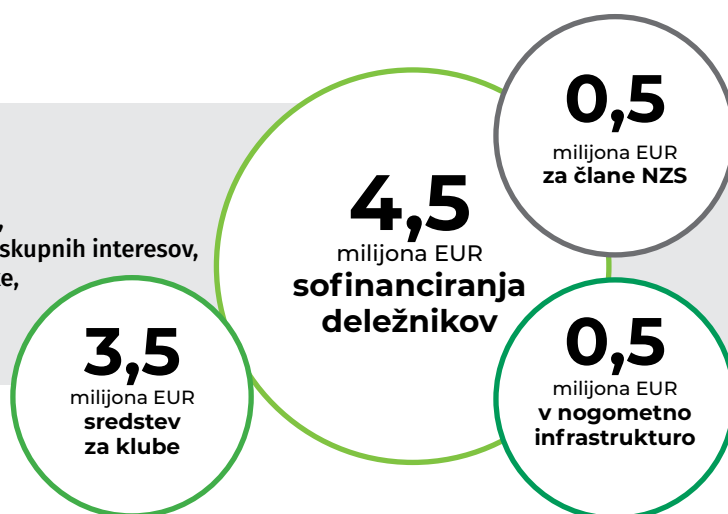 ,
skupnih interesov,
e,
4,5
milijona EUR
sofinanciranja
deležnikov
0,5
milijona EUR
za člane NZS
3,5
milijona EUR
sredstev
za klube
0,5
milijona EUR
v nogometno
infrastrukturo